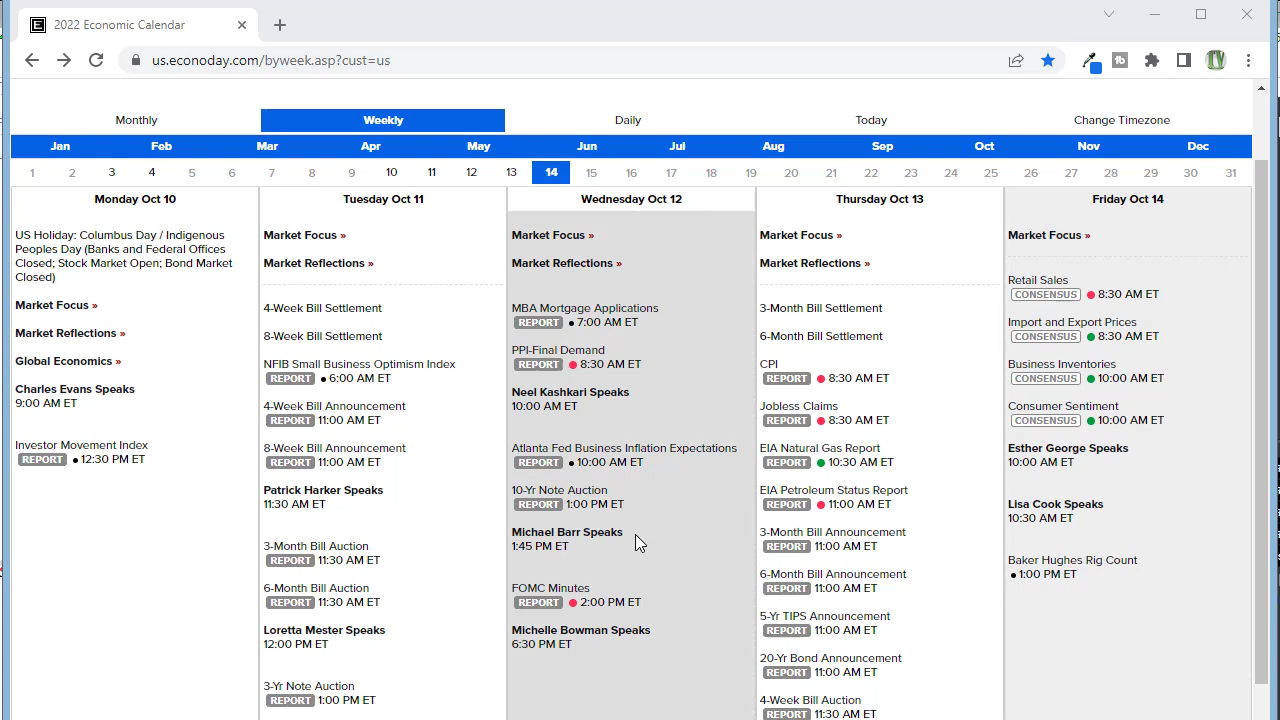 2022 Economic Calendar
us.econoday.com/byweek.asp?cust=us
Monthly Weekly Daily Today Change Timezone
Jan Feb Mar Apr May Jun Jul Aug Sep Oct Nov Dec
1 2 3 4 5 6 7 8 9 10 11 12 13 14 15 16 17 18 19 20 21 22 23 24 25 26 27 28 29 30 31
Monday Oct 10
US Holiday: Columbus Day / Indigenous
Peoples Day (Banks and Federal Offices
Closed; Stock Market Open; Bond Market
Closed)
Market Focus »
Market Reflections »
Global Economics »
Charles Evans Speaks
9:00 AM ET
Investor Movement Index
REPORT 12:30 PM ET
Tuesday Oct 11
Market Focus »
Market Reflections »
4-Week Bill Settlement
8-Week Bill Settlement
NFIB Small Business Optimism Index
REPORT 6:00 AM ET
4-Week Bill Announcement
REPORT 11:00 AM ET
8-Week Bill Announcement
REPORT 11:00 AM ET
Patrick Harker Speaks
11:30 AM ET
3-Month Bill Auction
REPORT 11:30 AM ET
6-Month Bill Auction
REPORT 11:30 AM ET
Loretta Mester Speaks
12:00 PM ET
3-Yr Note Auction
REPORT 1:00 PM ET
Wednesday Oct 12
Market Focus »
Market Reflections »
MBA Mortgage Applications
REPORT 7:00 AM ET
PPI-Final Demand
REPORT 8:30 AM ET
Neel Kashkari Speaks
10:00 AM ET
Atlanta Fed Business Inflation Expectations
REPORT 10:00 AM ET
10-Yr Note Auction
REPORT 1:00 PM ET
Michael Barr Speaks
1:45 PM ET
FOMC Minutes
REPORT 2:00 PM ET
Michelle Bowman Speaks
6:30 PM ET
Thursday Oct 13
Market Focus »
Market Reflections »
3-Month Bill Settlement
6-Month Bill Settlement
CPI
REPORT 8:30 AM ET
Jobless Claims
REPORT 8:30 AM ET
EIA Natural Gas Report
REPORT 10:30 AM ET
EIA Petroleum Status Report
REPORT 11:00 AM ET
3-Month Bill Announcement
REPORT 11:00 AM ET
6-Month Bill Announcement
REPORT 11:00 AM ET
5-Yr TIPS Announcement
REPORT 11:00 AM ET
20-Yr Bond Announcement
REPORT 11:00 AM ET
4-Week Bill Auction
REPORT 11:30 AM ET
Friday Oct 14
Market Focus »
Retail Sales
CONSENSUS 8:30 AM ET
Import and Export Prices
CONSENSUS 8:30 AM ET
Business Inventories
CONSENSUS 10:00 AM ET
Consumer Sentiment
CONSENSUS 10:00 AM ET
Esther George Speaks
10:00 AM ET
Lisa Cook Speaks
10:30 AM ET
Baker Hughes Rig Count
1:00 PM ET